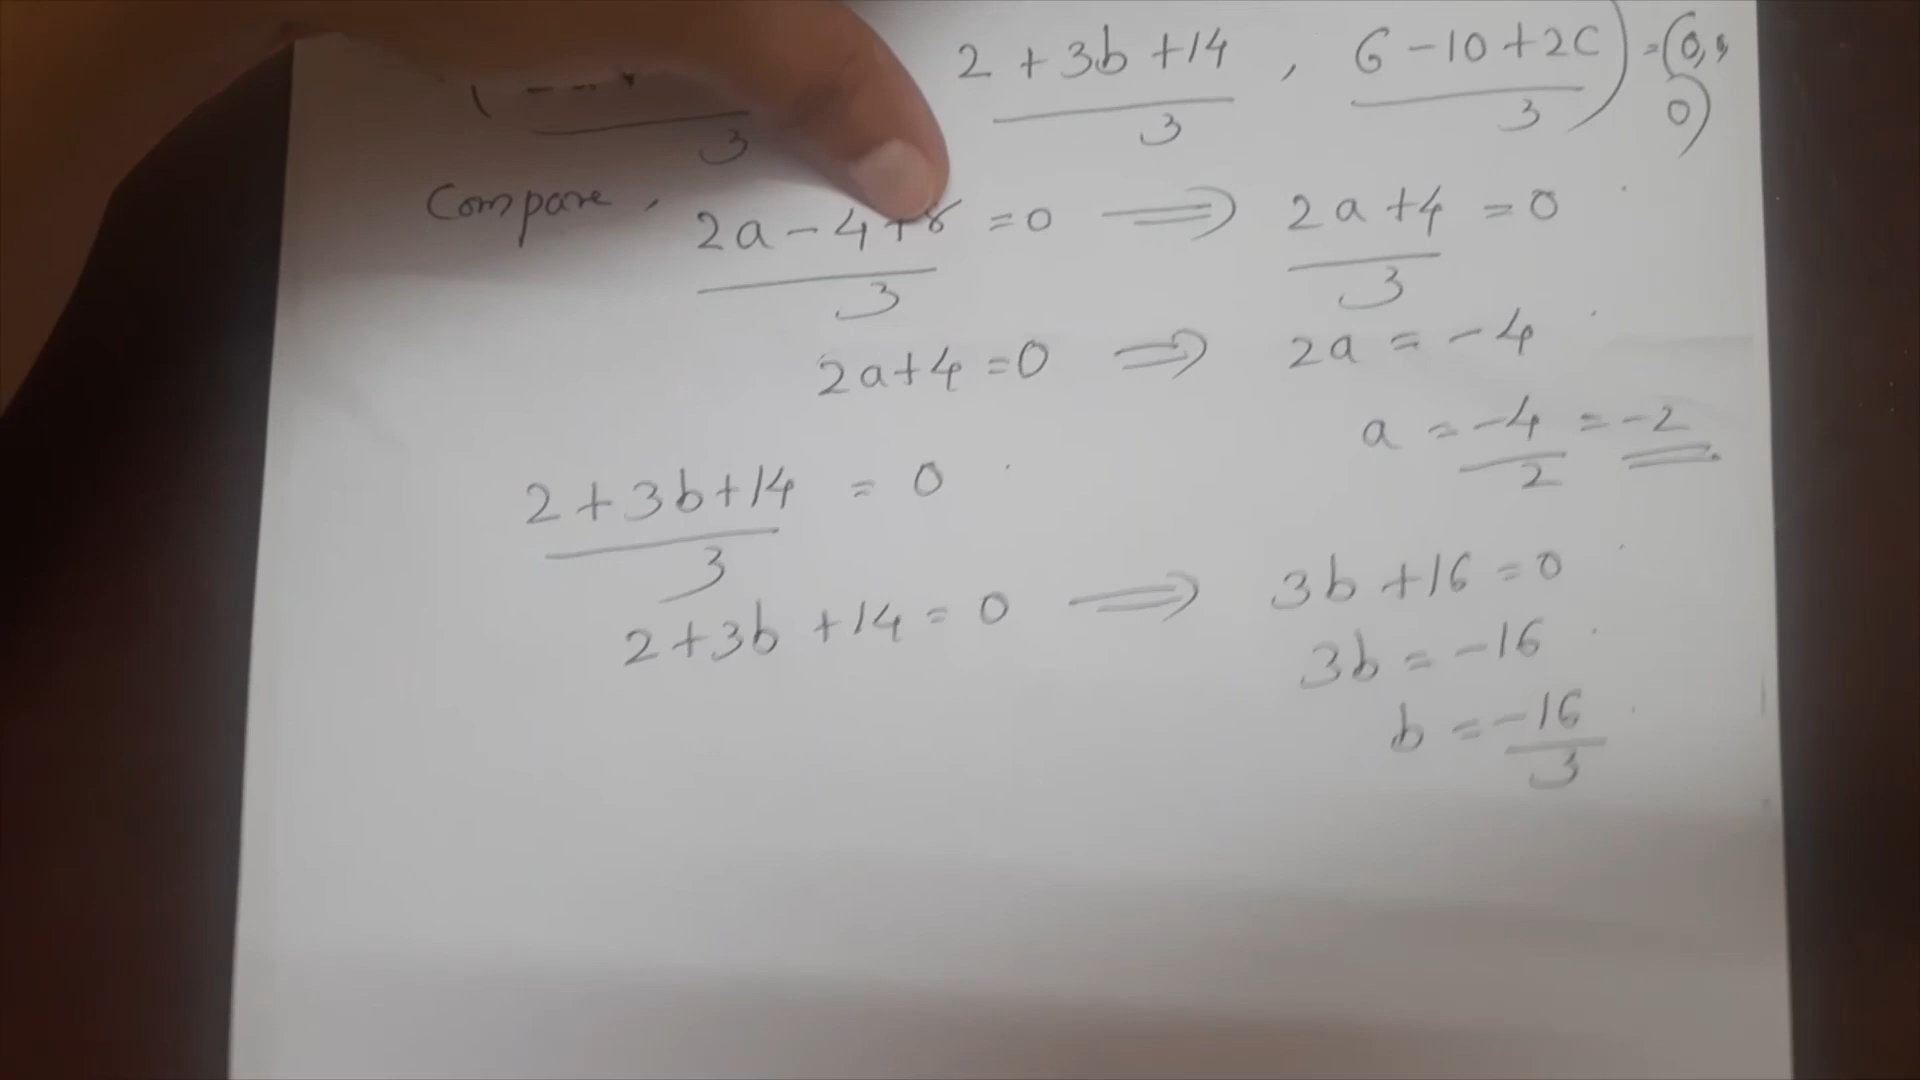 2 + 3b + 14 , 6 - 10 + 2c ) = (0,
3 3 3 0)
Compare, 2a - 4 + 8 = 0 ⟹ 2a + 4 = 0
3 3
2a + 4 = 0 ⟹ 2a = -4
a = -4 = -2
2
2 + 3b + 14 = 0
3
2 + 3b + 14 = 0 ⟹ 3b + 16 = 0
3b = -16
b = -16
3